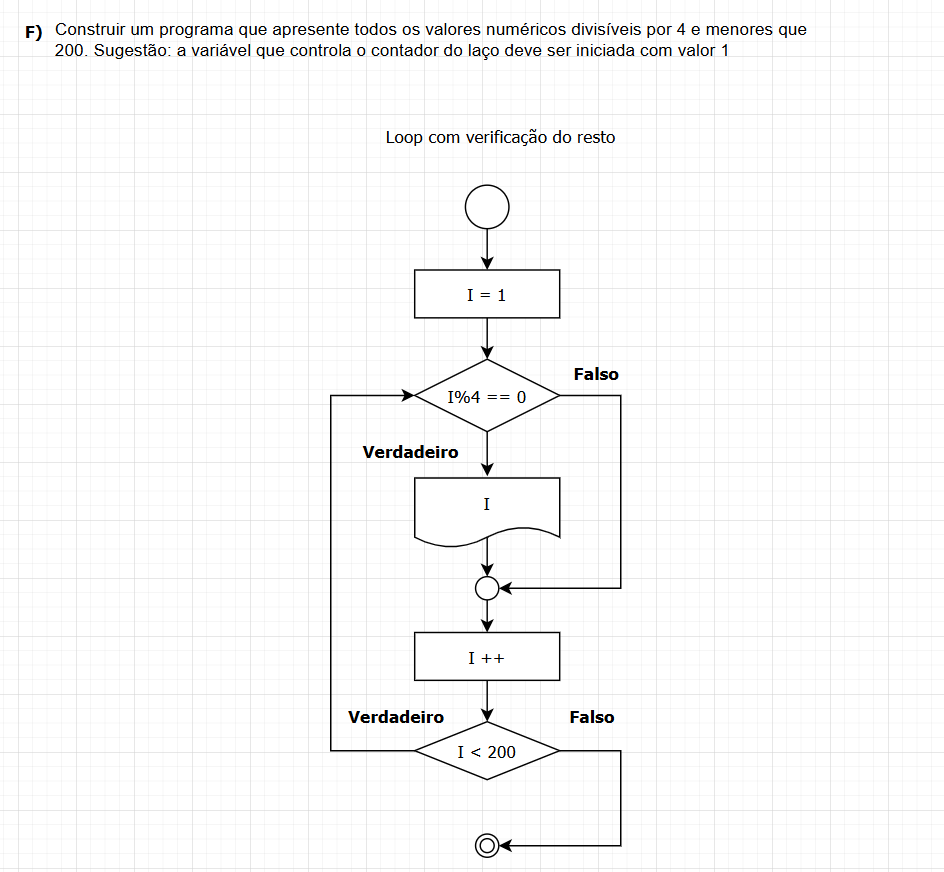 F) Construir um programa que apresente todos os valores numéricos divisíveis por 4 e menores que
200. Sugestão: a variável que controla o contador do laço deve ser iniciada com valor 1
Loop com verificação do resto
I = 1
Falso
I%4 == 0
Verdadeiro
I
I ++
Verdadeiro
Falso
I < 200